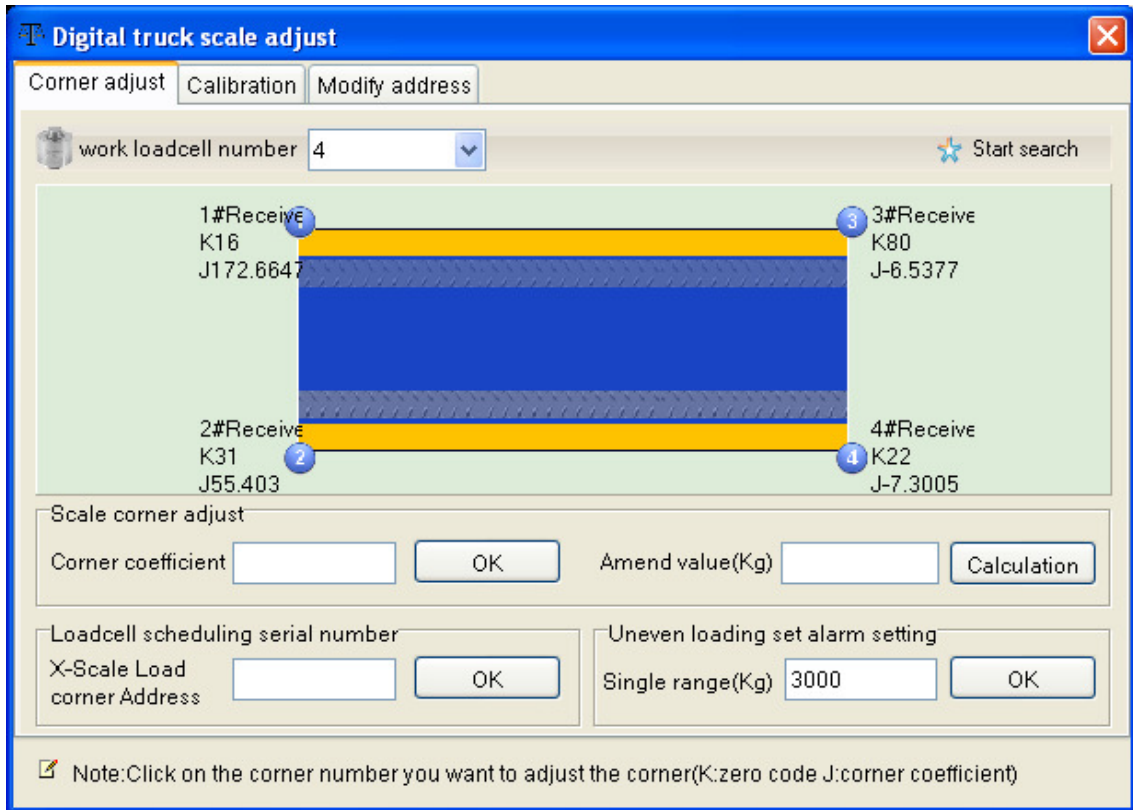 Digital truck scale adjust
Corner adjust Calibration Modify address
work loadcell number 4 Start search
1#Receive 3#Receive
1 3
K16 K80
J172.6647 J-6.5377
2#Receive 4#Receive
K31 2 4 K22
J55.403 J-7.3005
Scale corner adjust
Corner coefficient OK Amend value(Kg) Calculation
Loadcell scheduling serial number Uneven loading set alarm setting
X-Scale Load
corner Address OK Single range(Kg) 3000 OK
Note:Click on the corner number you want to adjust the corner(K:zero code J:corner coefficient)